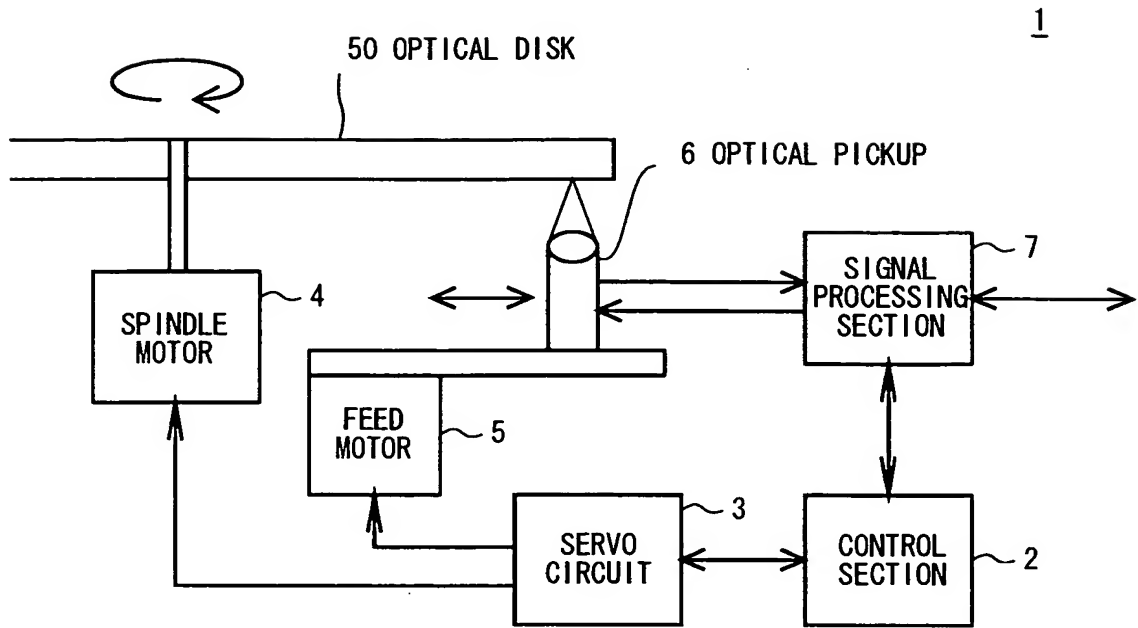 1
50 OPTICAL DISK
6 OPTICAL PICKUP
7
SIGNAL
PROCESSING
SECTION
4
SPINDLE
MOTOR
FEED
MOTOR
5
3
SERVO
CIRCUIT
CONTROL
SECTION
2